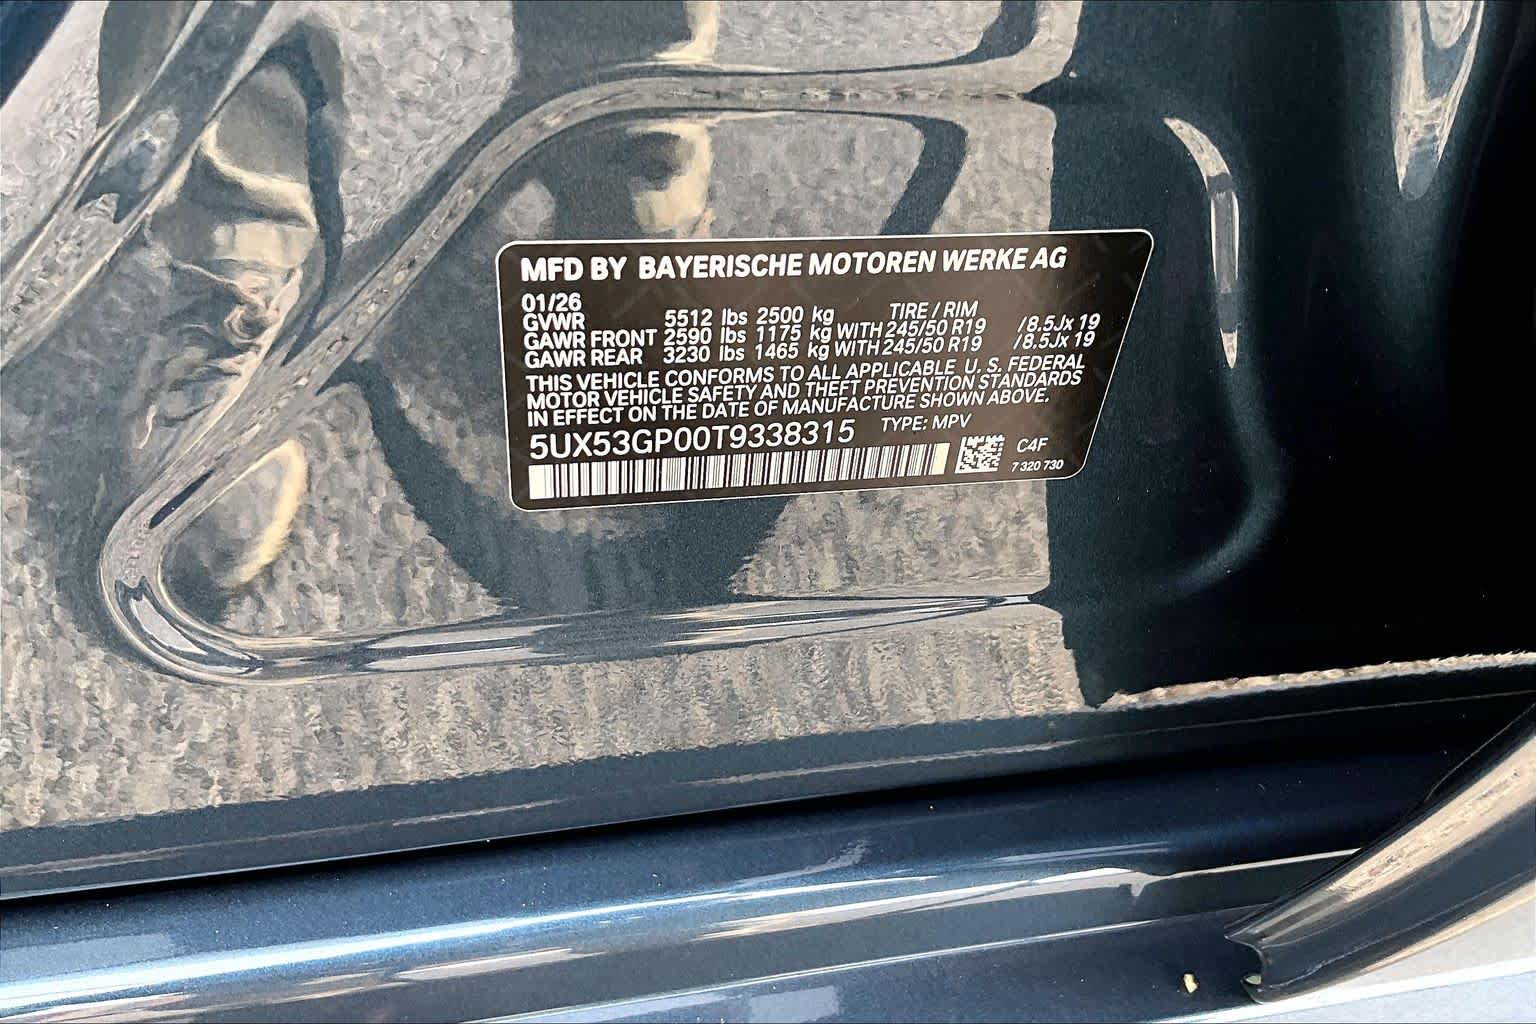 MFD BY BAYERISCHE MOTOREN WERKE AG
01/26 TIRE / RIM
GVWR 5512 lbs 2500 kg
GAWR FRONT 2590 lbs 1175 kg WITH 245/50 R19 /8.5Jx 19
GAWR REAR 3230 lbs 1465 kg WITH 245/50 R19 /8.5Jx 19
THIS VEHICLE CONFORMS TO ALL APPLICABLE U. S. FEDERAL
MOTOR VEHICLE SAFETY AND THEFT PREVENTION STANDARDS
IN EFFECT ON THE DATE OF MANUFACTURE SHOWN ABOVE.
5UX53GP00T9338315 TYPE: MPV
C4F
7 320 730